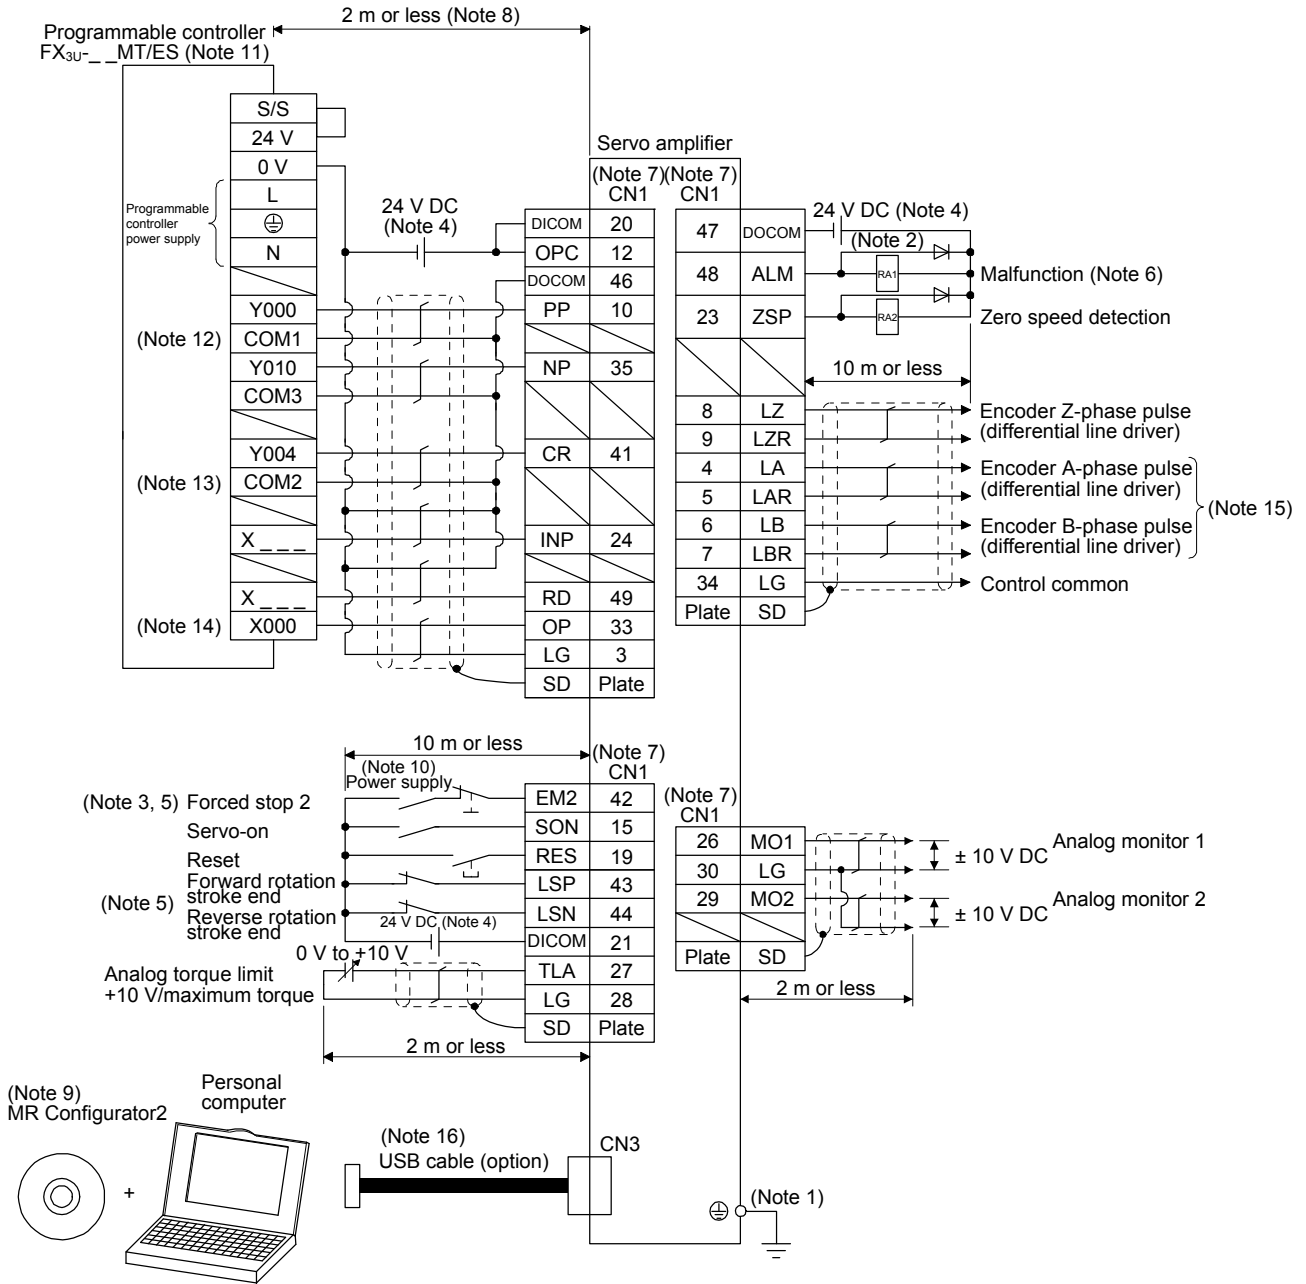 2 m or less (Note 8)
Programmable controller
FX3U-_ _MT/ES (Note 11)
S/S
24 V
0 V
L
N
Programmable
controller
power supply
24 V DC
(Note 4)
Y000
(Note 12) COM1
Y010
COM3
Y004
(Note 13) COM2
X _ _ _
X _ _ _
(Note 14) X000
Servo amplifier
(Note 7)
CN1
DICOM 20
OPC 12
DOCOM 46
PP 10
NP 35
CR 41
INP 24
RD 49
OP 33
LG 3
SD Plate
(Note 7)
CN1
47 DOCOM
48 ALM
23 ZSP
8 LZ
9 LZR
4 LA
5 LAR
6 LB
7 LBR
34 LG
Plate SD
24 V DC (Note 4)
(Note 2)
RA1
Malfunction (Note 6)
RA2
Zero speed detection
10 m or less
Encoder Z-phase pulse
(differential line driver)
Encoder A-phase pulse
(differential line driver)
(Note 15)
Encoder B-phase pulse
(differential line driver)
Control common
10 m or less
(Note 10)
Power supply
(Note 7)
CN1
(Note 3, 5) Forced stop 2
EM2 42
Servo-on
SON 15
Reset
RES 19
Forward rotation
stroke end
LSP 43
(Note 5)
Reverse rotation
stroke end
LSN 44
24 V DC (Note 4)
DICOM 21
0 V to +10 V
Analog torque limit
+10 V/maximum torque
TLA 27
LG 28
SD Plate
2 m or less
(Note 7)
CN1
26 MO1
30 LG
29 MO2
Plate SD
± 10 V DC
Analog monitor 1
± 10 V DC
Analog monitor 2
2 m or less
(Note 9)
MR Configurator2
Personal
computer
+
(Note 16)
USB cable (option)
CN3
(Note 1)